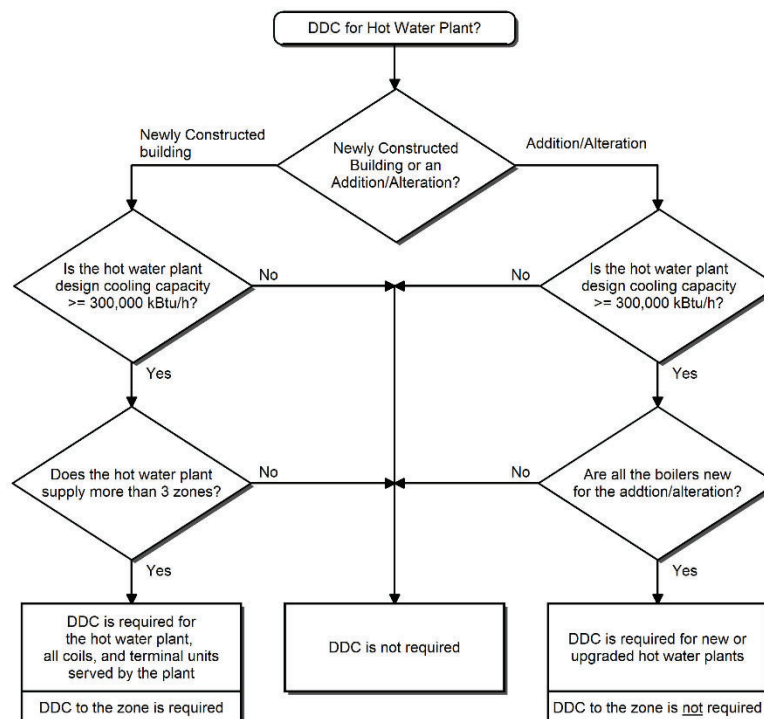 DDC for Hot Water Plant?
Newly Constructed
building
Newly Constructed
Building or an
Addition/Alteration?
Addition/Alteration
Is the hot water plant
design cooling capacity
>= 300,000 kBtu/h?
No
No
Is the hot water plant
design cooling capacity
>= 300,000 kBtu/h?
Yes
Yes
Does the hot water plant
supply more than 3 zones?
No
No
Are all the boilers new
for the addtion/alteration?
Yes
Yes
DDC is required for
the hot water plant,
all coils, and terminal units
served by the plant
DDC to the zone is required
DDC is not required
DDC is required for new or
upgraded hot water plants
DDC to the zone is not required